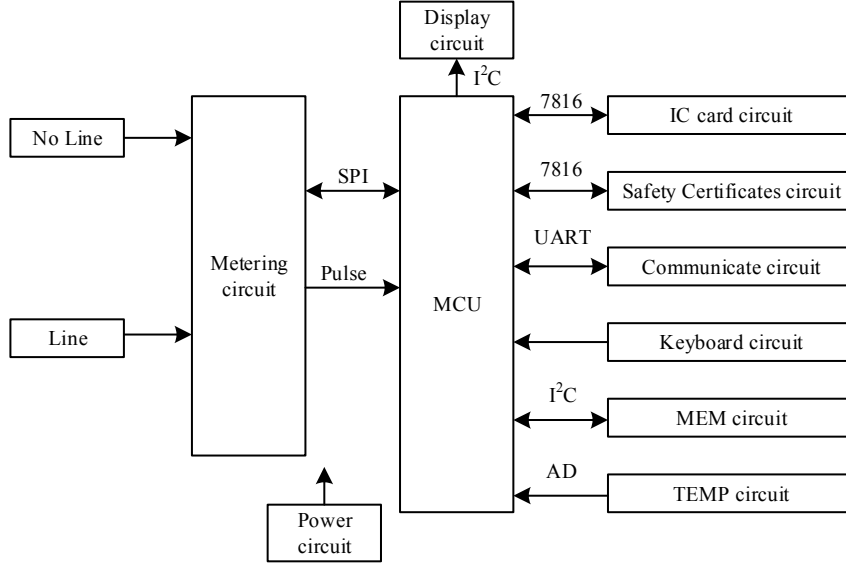 Display
circuit
I²C
7816
IC card circuit
No Line
SPI
7816
Safety Certificates circuit
UART
Metering
circuit
Pulse
MCU
Communicate circuit
Line
Keyboard circuit
I²C
MEM circuit
AD
TEMP circuit
Power
circuit